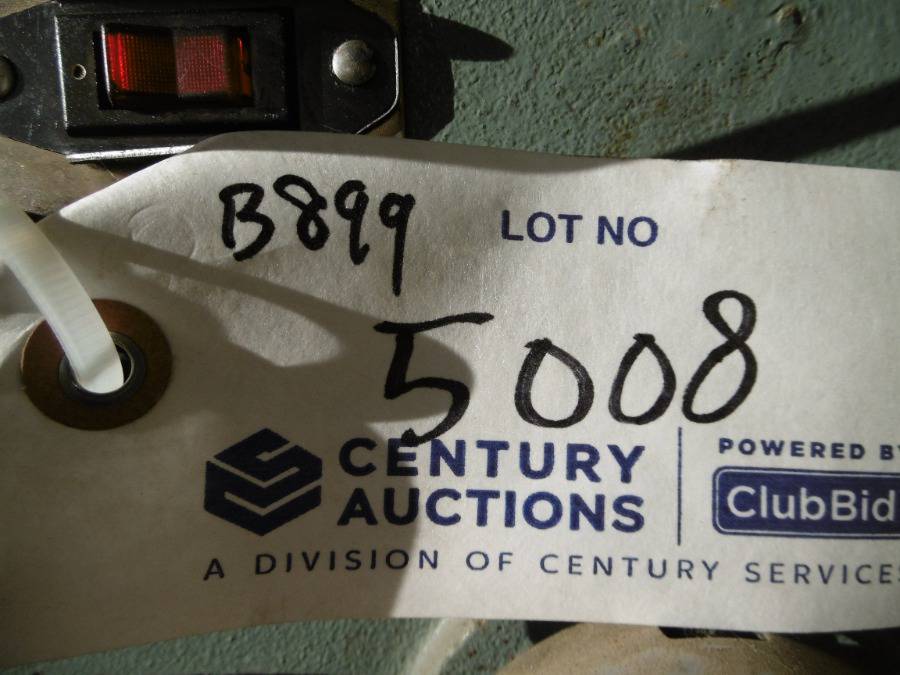 B899
LOT NO
5008
CENTURY
AUCTIONS
POWERED BY
ClubBid
A DIVISION OF CENTURY SERVICES